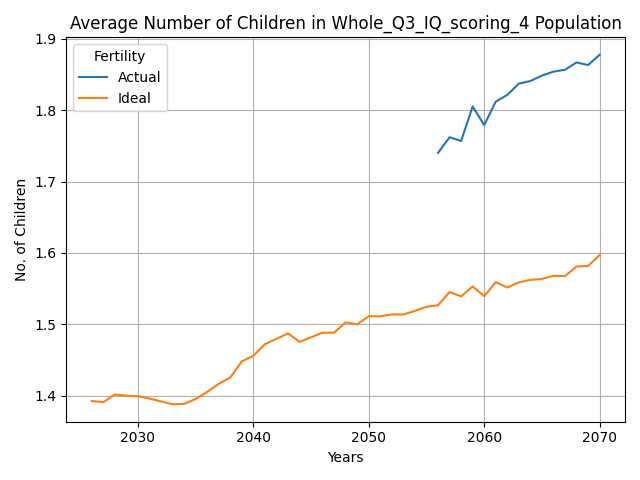 Average Number of Children in Whole_Q3_IQ_scoring_4 Population
Fertility
Actual
Ideal
No. of Children
1.9
1.8
1.7
1.6
1.5
1.4
2030 2040 2050 2060 2070
Years